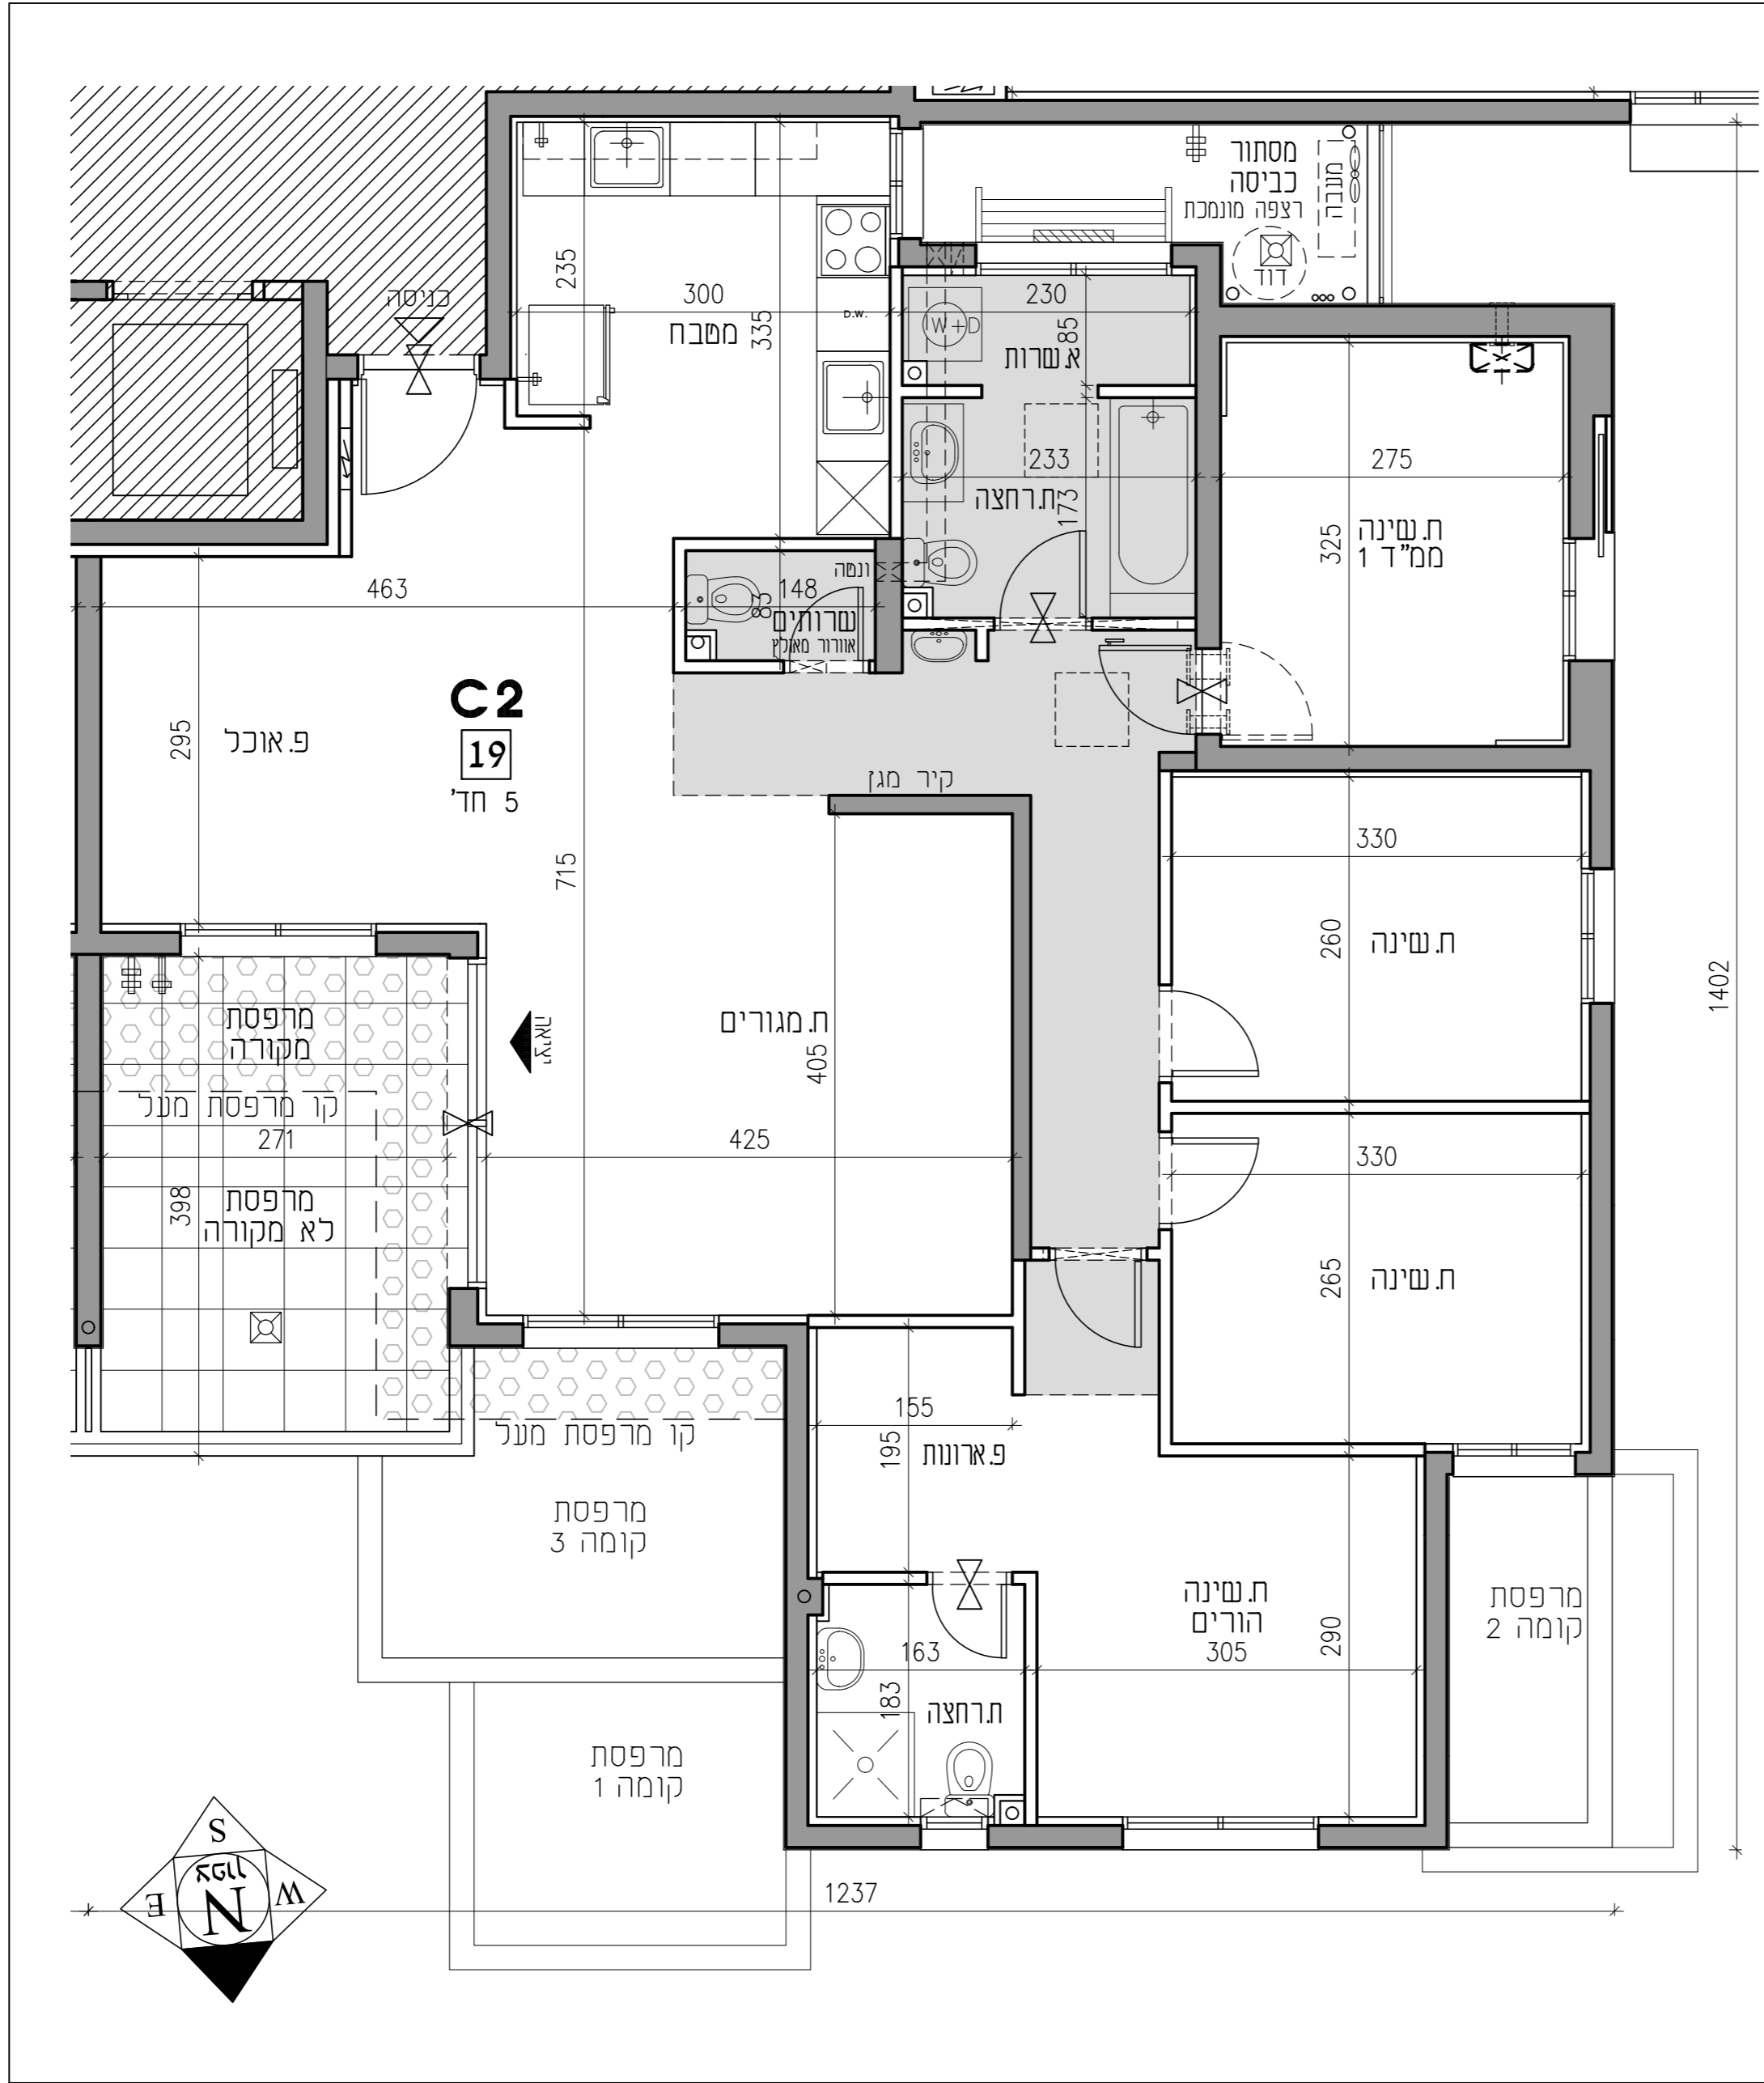 מסתור
כביסה
רצפה מונמכת
מעבה
דוד
כניסה
235
300
335
מטבח
D.W.
230
W+D
85
א.שרות
233
173
ח.רחצה
275
325
ח.שינה
ממ"ד 1
463
ונטה
148
83
שרותים
אוורור מאולץ
C2
19
5 חד'
295
פ.אוכל
קיר מגן
715
330
260
ח.שינה
1402
מרפסת
מקורה
קו מרפסת מעל
271
יציאה
ח.מגורים
405
425
330
398
מרפסת
לא מקורה
265
ח.שינה
קו מרפסת מעל
155
195
פ.ארונות
מרפסת
קומה 3
ח.שינה
הורים
305
290
מרפסת
קומה 2
163
183
ח.רחצה
מרפסת
קומה 1
S
צפון
N
E
W
1237